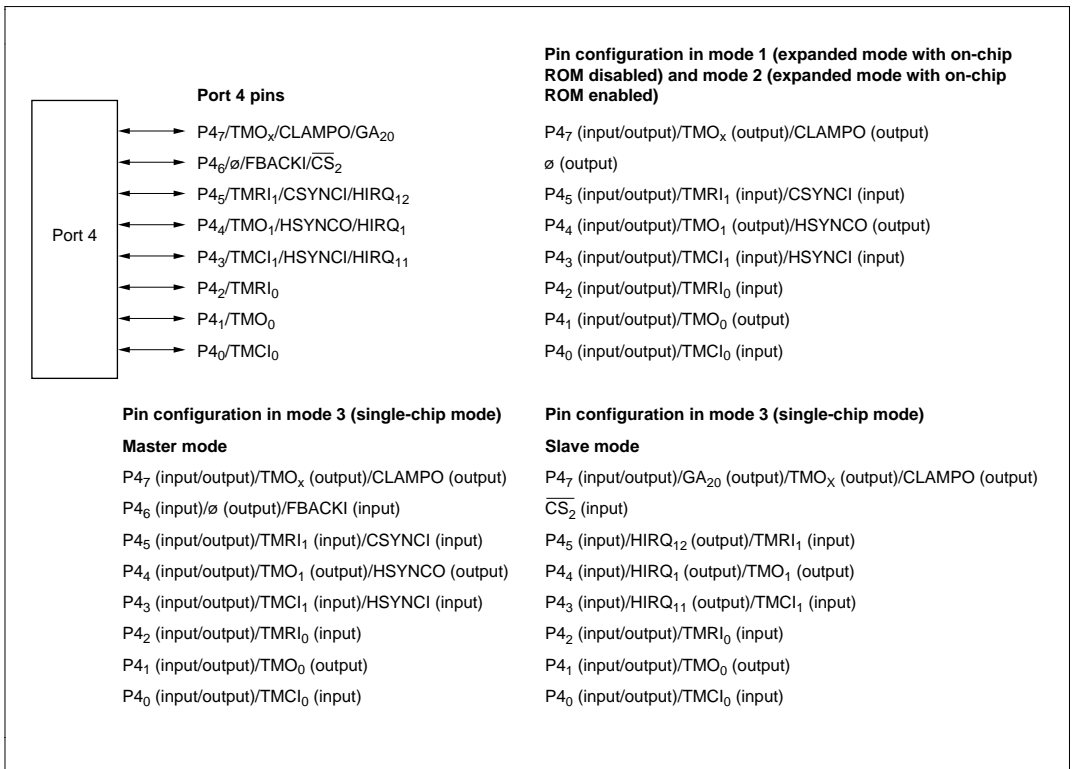 Port 4
Port 4 pins
P4₇/TMOₓ/CLAMPO/GA₂₀
P4₆/ø/FBACKI/C̅S̅₂
P4₅/TMRI₁/CSYNCI/HIRQ₁₂
P4₄/TMO₁/HSYNCO/HIRQ₁
P4₃/TMCI₁/HSYNCI/HIRQ₁₁
P4₂/TMRI₀
P4₁/TMO₀
P4₀/TMCI₀
Pin configuration in mode 1 (expanded mode with on-chip
ROM disabled) and mode 2 (expanded mode with on-chip
ROM enabled)
P4₇ (input/output)/TMOₓ (output)/CLAMPO (output)
ø (output)
P4₅ (input/output)/TMRI₁ (input)/CSYNCI (input)
P4₄ (input/output)/TMO₁ (output)/HSYNCO (output)
P4₃ (input/output)/TMCI₁ (input)/HSYNCI (input)
P4₂ (input/output)/TMRI₀ (input)
P4₁ (input/output)/TMO₀ (output)
P4₀ (input/output)/TMCI₀ (input)
Pin configuration in mode 3 (single-chip mode)
Master mode
P4₇ (input/output)/TMOₓ (output)/CLAMPO (output)
P4₆ (input)/ø (output)/FBACKI (input)
P4₅ (input/output)/TMRI₁ (input)/CSYNCI (input)
P4₄ (input/output)/TMO₁ (output)/HSYNCO (output)
P4₃ (input/output)/TMCI₁ (input)/HSYNCI (input)
P4₂ (input/output)/TMRI₀ (input)
P4₁ (input/output)/TMO₀ (output)
P4₀ (input/output)/TMCI₀ (input)
Pin configuration in mode 3 (single-chip mode)
Slave mode
P4₇ (input/output)/GA₂₀ (output)/TMOX (output)/CLAMPO (output)
C̅S̅₂ (input)
P4₅ (input)/HIRQ₁₂ (output)/TMRI₁ (input)
P4₄ (input)/HIRQ₁ (output)/TMO₁ (output)
P4₃ (input)/HIRQ₁₁ (output)/TMCI₁ (input)
P4₂ (input/output)/TMRI₀ (input)
P4₁ (input/output)/TMO₀ (output)
P4₀ (input/output)/TMCI₀ (input)